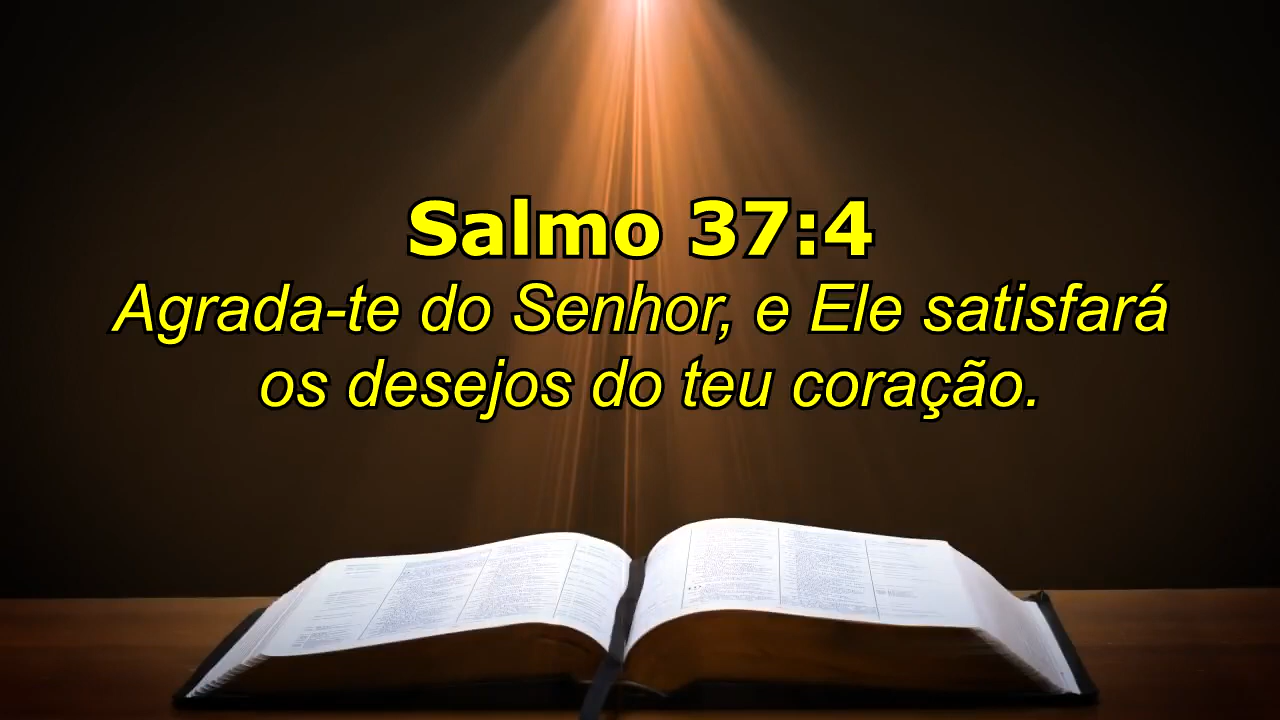 Salmo 37:4
Agrada-te do Senhor, e Ele satisfará
os desejos do teu coração.